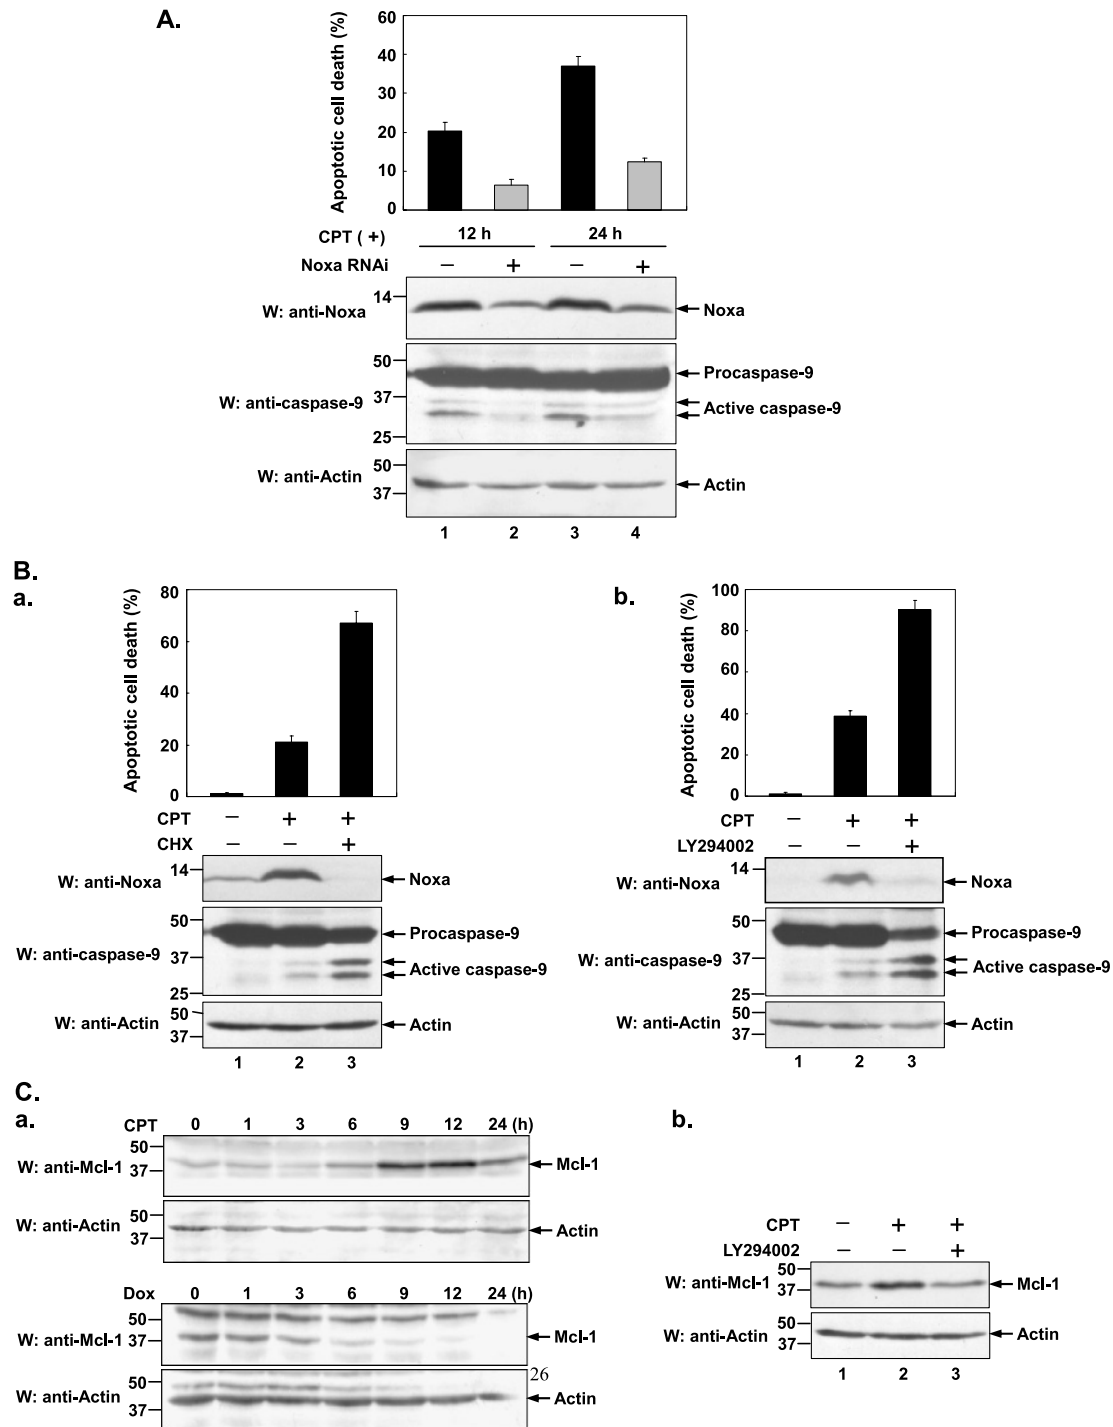 A.
Apoptotic cell death (%)
60
40
20
10
0
CPT ( + ) 12 h 24 h
Noxa RNAi – + – +
W: anti-Noxa 14 Noxa
W: anti-caspase-9 50 37 25 Procaspase-9 Active caspase-9
W: anti-Actin 50 37 Actin
1 2 3 4
B.
a.
Apoptotic cell death (%)
80
60
40
20
0
CPT – + +
CHX – – +
W: anti-Noxa 14 Noxa
W: anti-caspase-9 50 37 25 Procaspase-9 Active caspase-9
W: anti-Actin 50 37 Actin
1 2 3
b.
Apoptotic cell death (%)
100
80
60
40
20
0
CPT – + +
LY294002 – – +
W: anti-Noxa 14 Noxa
W: anti-caspase-9 50 37 25 Procaspase-9 Active caspase-9
W: anti-Actin 50 37 Actin
1 2 3
C.
a.
CPT 0 1 3 6 9 12 24 (h)
W: anti-Mcl-1 50 37 Mcl-1
W: anti-Actin 50 37 Actin
Dox 0 1 3 6 9 12 24 (h)
W: anti-Mcl-1 50 37 Mcl-1
W: anti-Actin 50 37 Actin
26
b.
CPT – + +
LY294002 – – +
W: anti-Mcl-1 50 37 Mcl-1
W: anti-Actin 50 37 Actin
1 2 3